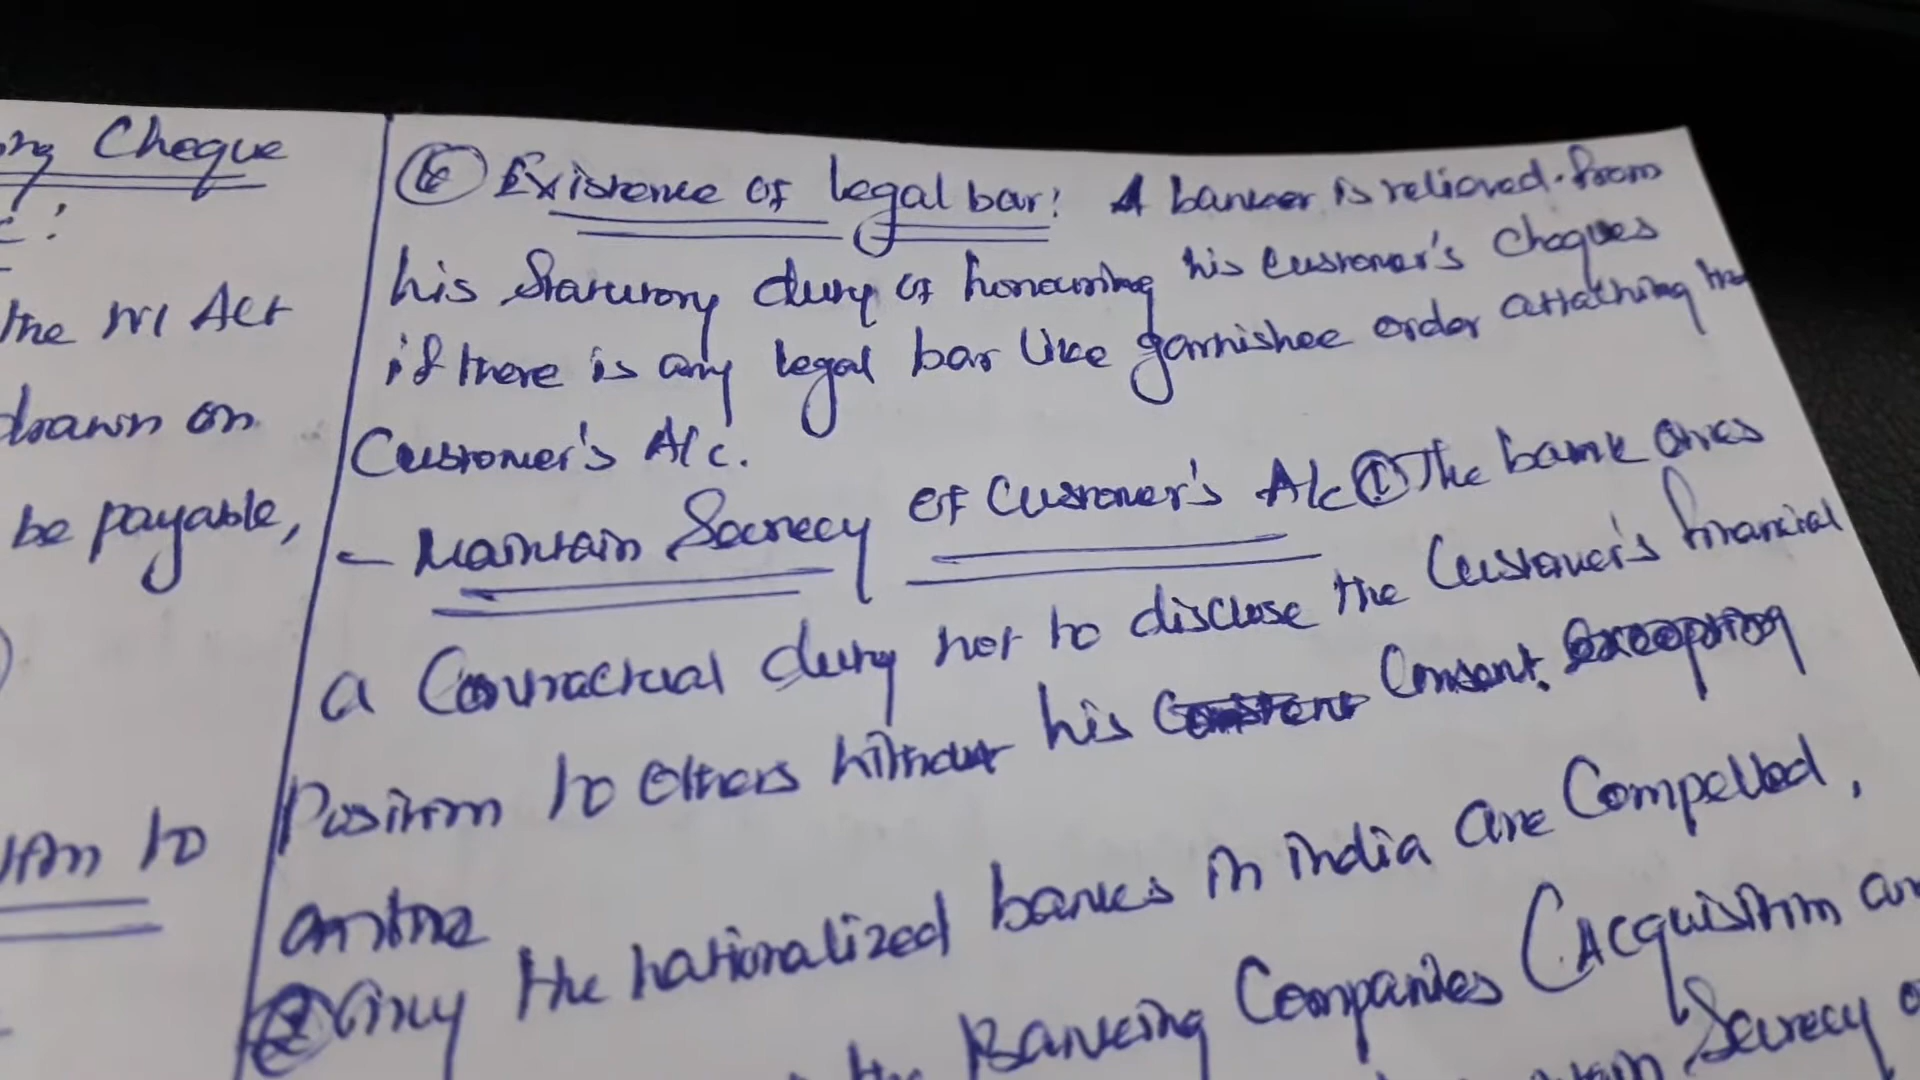 Cheque
the NI Act
drawn on
be payable,
to
⑥ Existence of legal bar: A banker is relieved from
his Statutory duty of honouring his customer's Cheques
if there is any legal bar like garnishee order attaching the
Customer's A/c.
- Maintain Secrecy of Customer's A/c ① The bank owes
a Contractual duty not to disclose the Customer's financial
Position to others without his Consent. excepting
② the nationalized banks in india are Compelled,
the Banking Companies (Acquisition
Secrecy